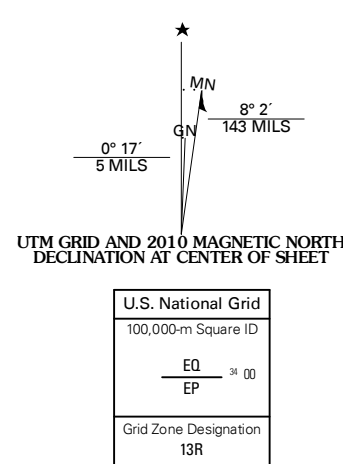 ★
MN
8° 2´
143 MILS
GN
0° 17´
5 MILS
UTM GRID AND 2010 MAGNETIC NORTH
DECLINATION AT CENTER OF SHEET
U.S. National Grid
100,000-m Square ID
EQ
34 00
EP
Grid Zone Designation
13R